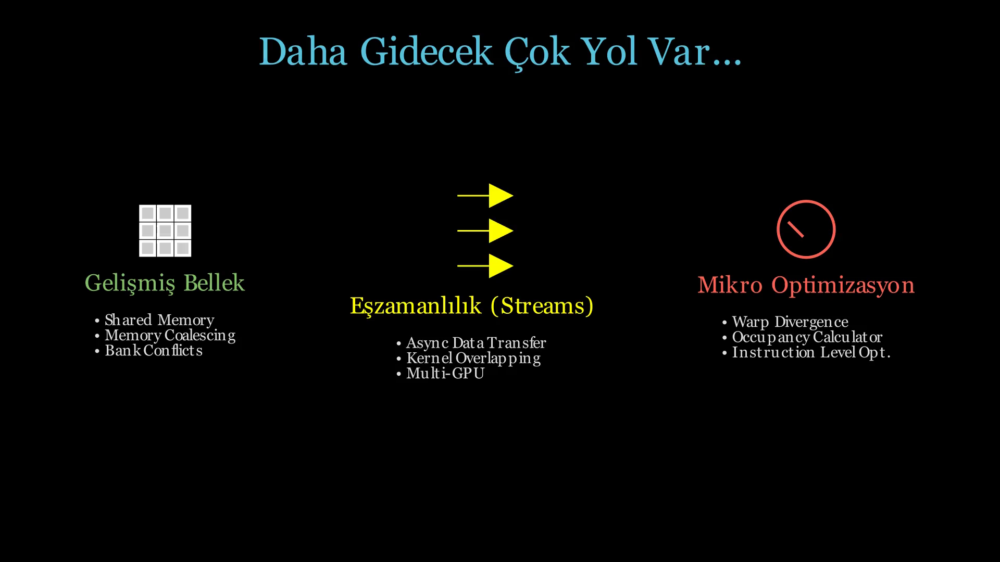 Daha Gidecek Çok Yol Var...
Gelişmiş Bellek
• Shared Memory
• Memory Coalescing
• Bank Conflicts
Eşzamanlılık (Streams)
• Async Data Transfer
• Kernel Overlapping
• Multi-GPU
Mikro Optimizasyon
• Warp Divergence
• Occupancy Calculator
• Instruction Level Opt.